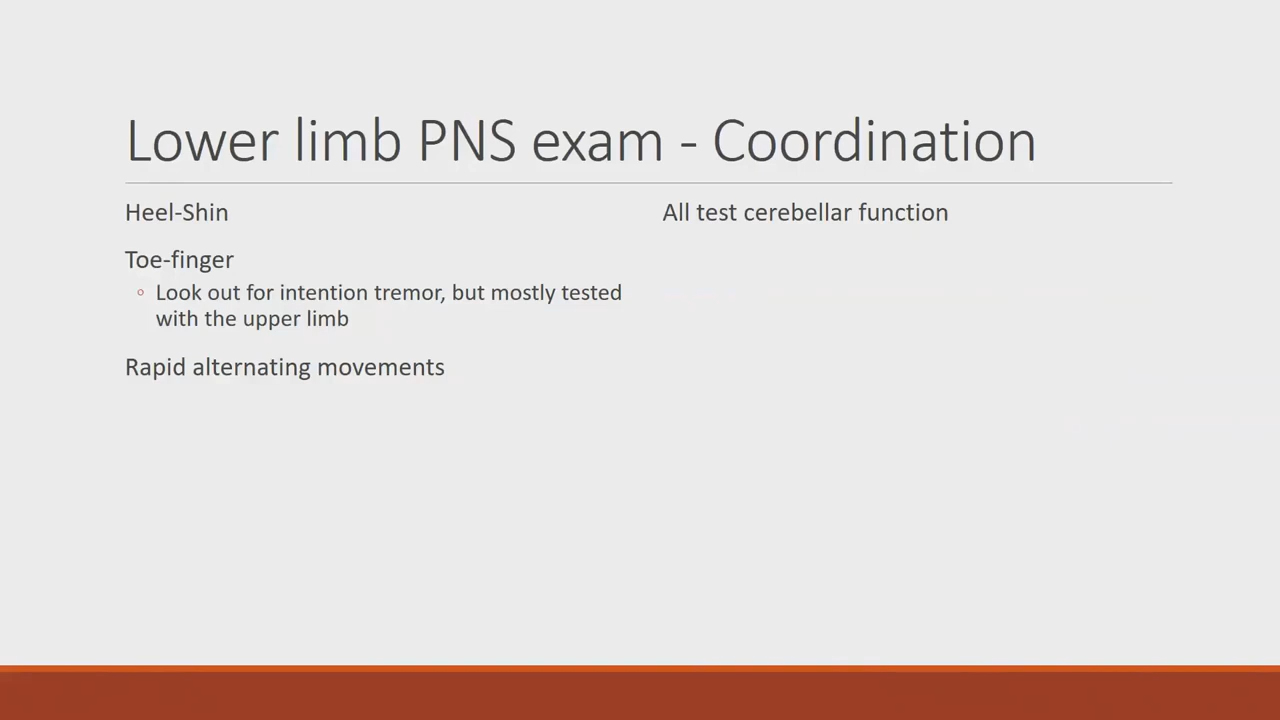 Lower limb PNS exam - Coordination
Heel-Shin
Toe-finger
◦ Look out for intention tremor, but mostly tested
with the upper limb
Rapid alternating movements
All test cerebellar function